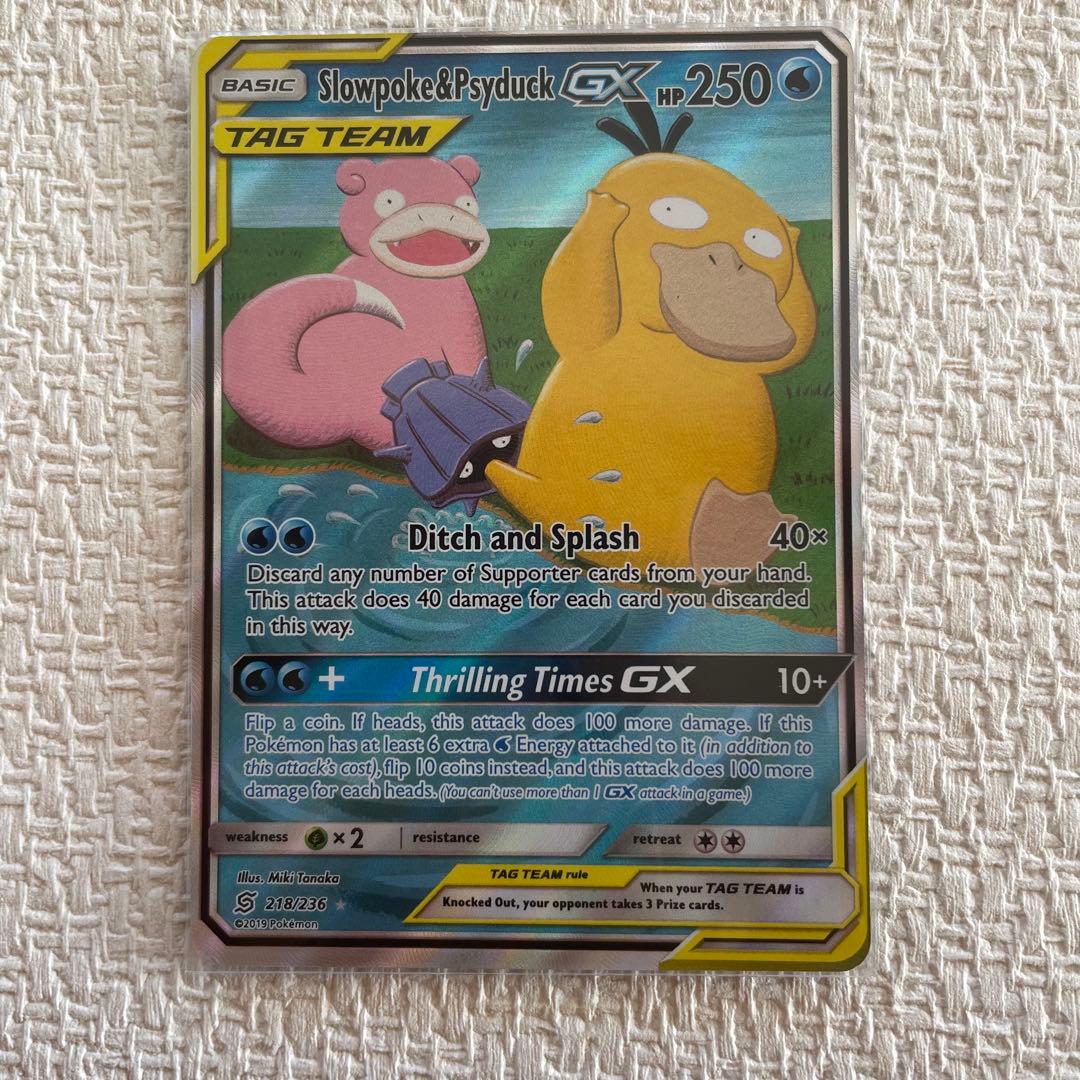 BASIC Slowpoke&Psyduck GX HP 250
TAG TEAM
Ditch and Splash 40×
Discard any number of Supporter cards from your hand.
This attack does 40 damage for each card you discarded
in this way.
+ Thrilling Times GX 10+
Flip a coin. If heads, this attack does 100 more damage. If this
Pokémon has at least 6 extra Energy attached to it (in addition to
this attack's cost), flip 10 coins instead, and this attack does 100 more
damage for each heads. (You can't use more than 1 GX attack in a game.)
weakness ×2 resistance retreat
Illus. Miki Tanaka
218/236
©2019 Pokémon
TAG TEAM rule
When your TAG TEAM is
Knocked Out, your opponent takes 3 Prize cards.